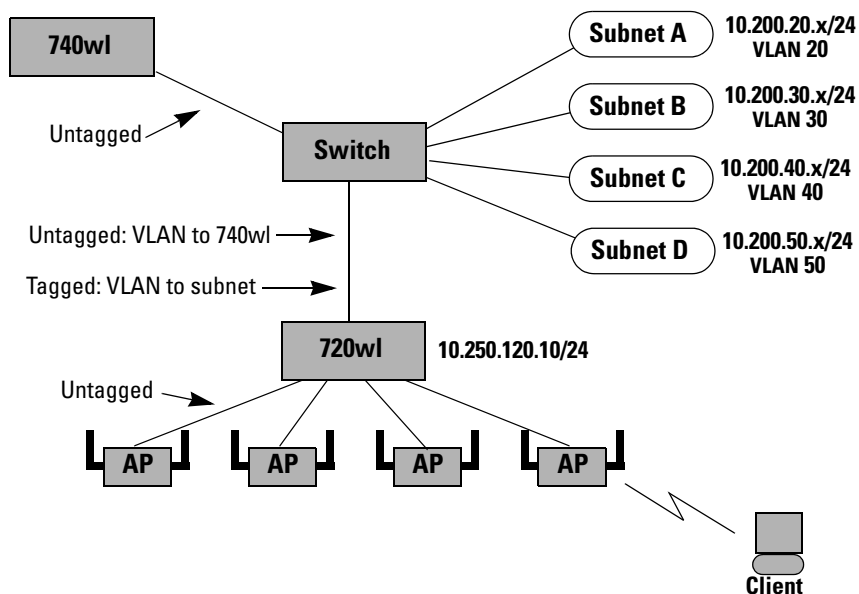 740wl
Untagged
Switch
Subnet A
10.200.20.x/24
VLAN 20
Subnet B
10.200.30.x/24
VLAN 30
Subnet C
10.200.40.x/24
VLAN 40
Subnet D
10.200.50.x/24
VLAN 50
Untagged: VLAN to 740wl
Tagged: VLAN to subnet
720wl
10.250.120.10/24
Untagged
AP
AP
AP
AP
Client